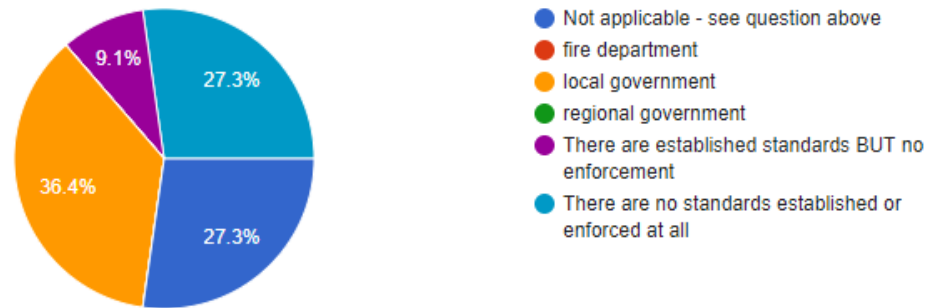 9.1%
27.3%
36.4%
27.3%
Not applicable - see question above
fire department
local government
regional government
There are established standards BUT no
enforcement
There are no standards established or
enforced at all